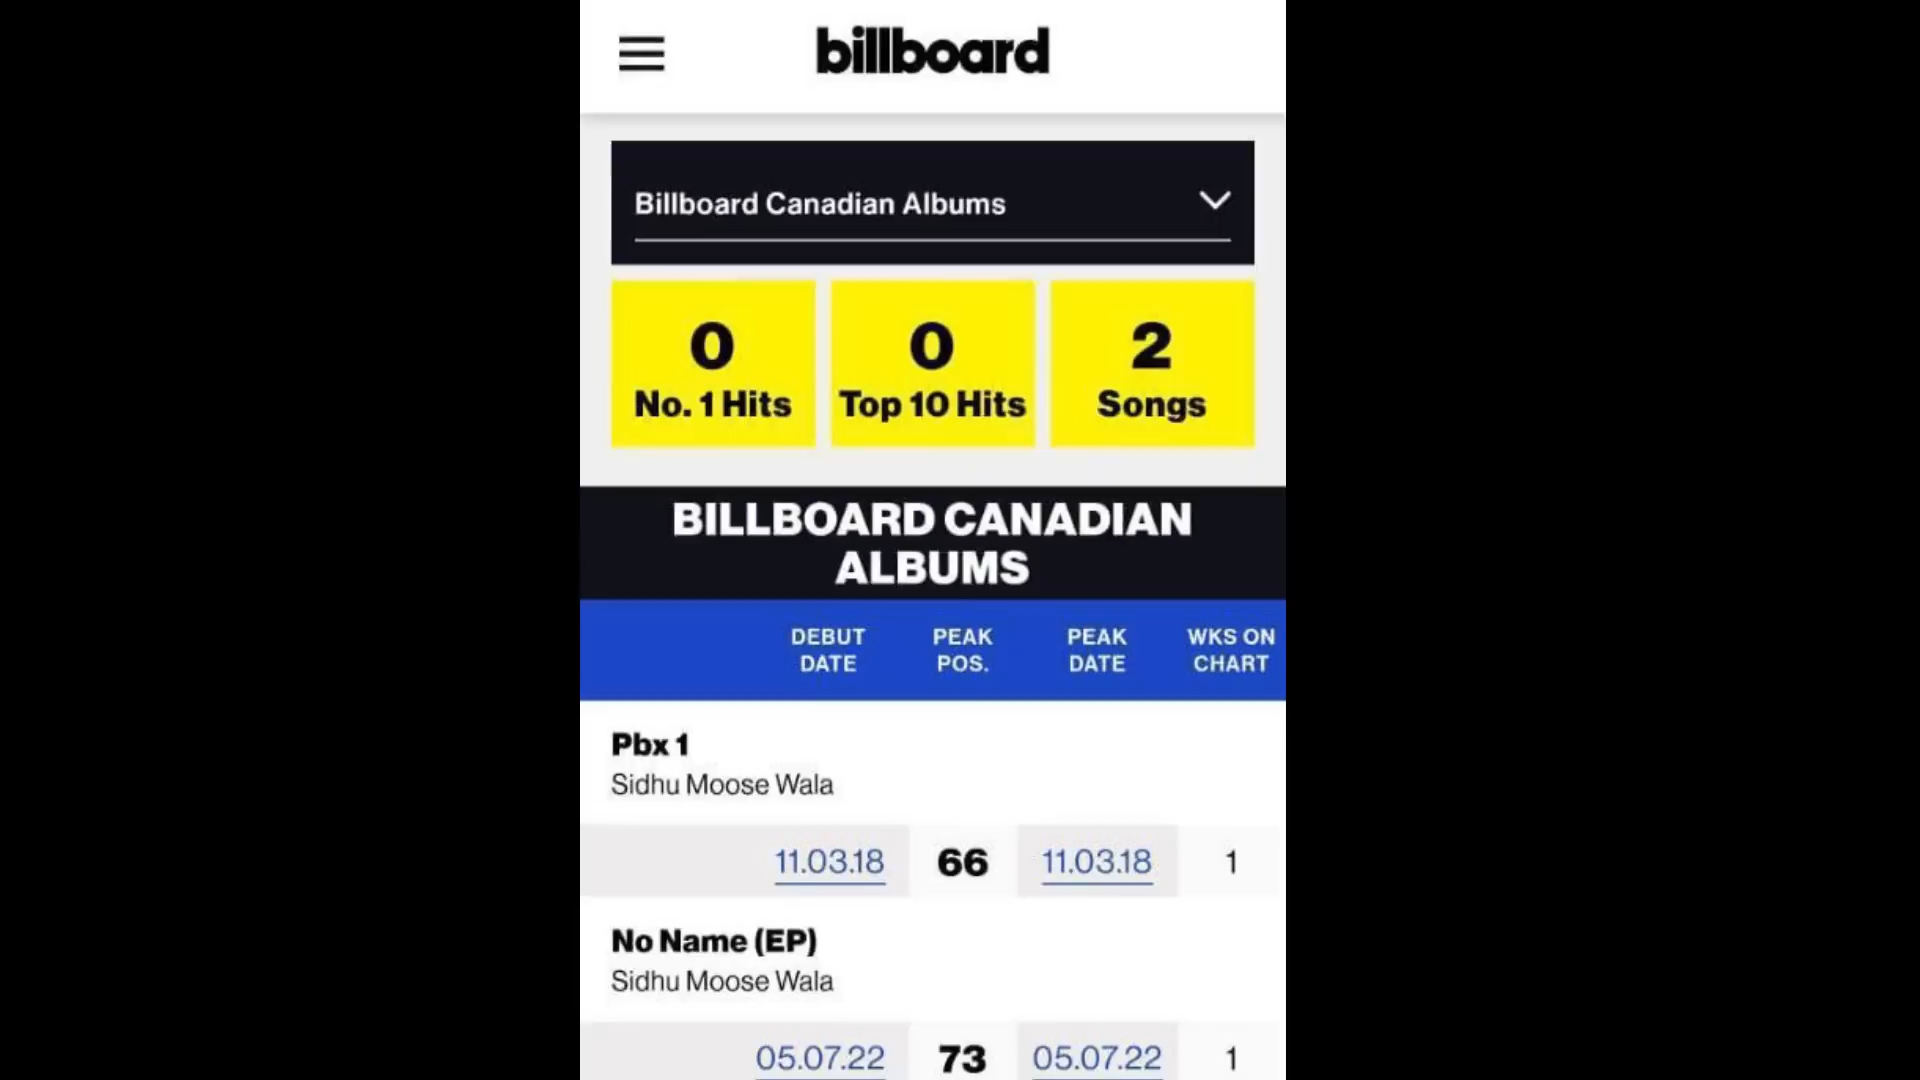 billboard
Billboard Canadian Albums
0
No. 1 Hits
0
Top 10 Hits
2
Songs
BILLBOARD CANADIAN
ALBUMS
DEBUT DATE PEAK POS. PEAK DATE WKS ON CHART
Pbx 1
Sidhu Moose Wala
11.03.18 66 11.03.18 1
No Name (EP)
Sidhu Moose Wala
05.07.22 73 05.07.22 1